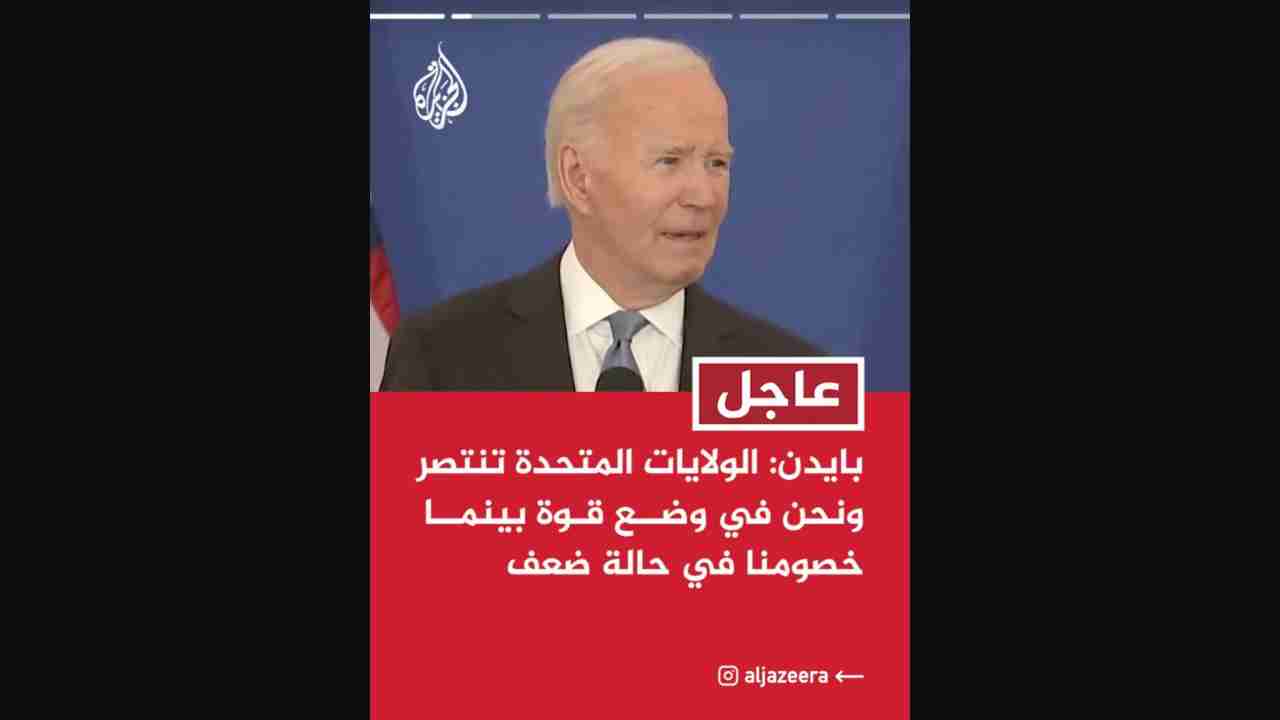 الجزيرة
عاجل
بايدن: الولايات المتحدة تنتصر
ونحن في وضع قوة بينما
خصومنا في حالة ضعف
aljazeera